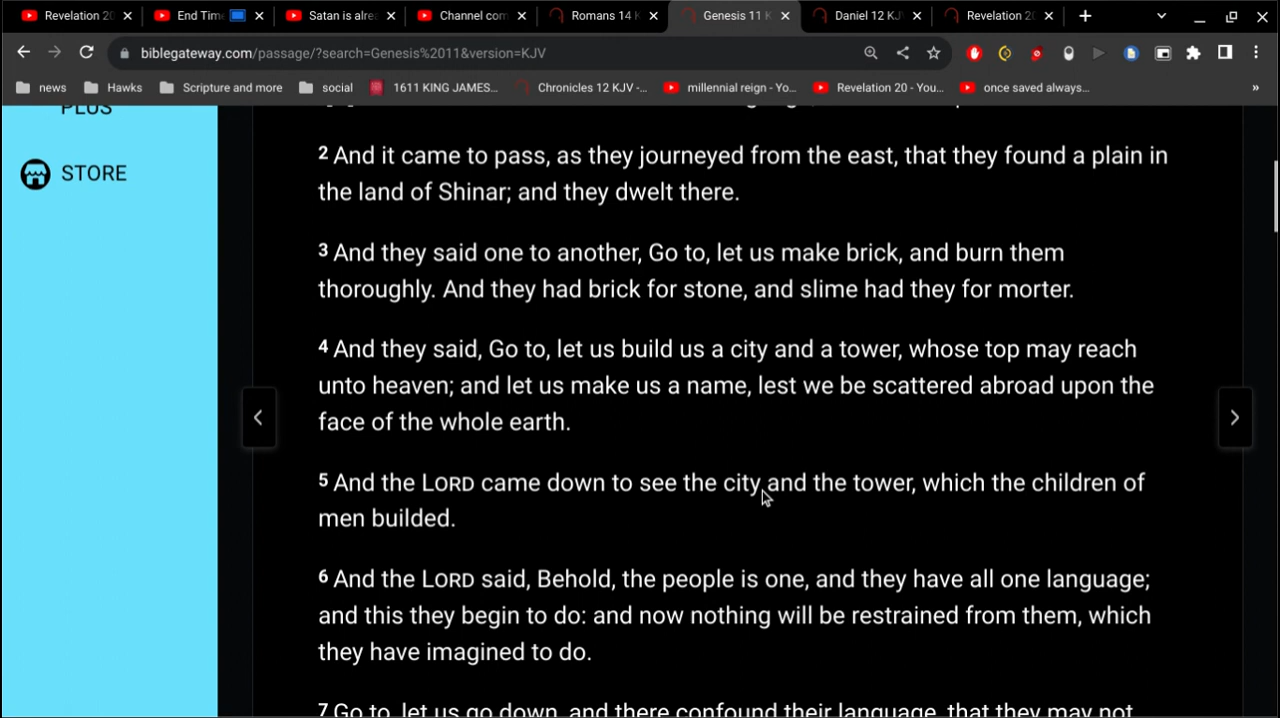 Revelation 20
End Time
Satan is alre
Channel com
Romans 14 K
Genesis 11 K
Daniel 12 KJ
Revelation 20
biblegateway.com/passage/?search=Genesis%2011&version=KJV
news
Hawks
Scripture and more
social
1611 KING JAMES...
Chronicles 12 KJV -...
millennial reign - Yo...
Revelation 20 - You...
once saved always...
»
PLUS
STORE
2 And it came to pass, as they journeyed from the east, that they found a plain in
the land of Shinar; and they dwelt there.
3 And they said one to another, Go to, let us make brick, and burn them
thoroughly. And they had brick for stone, and slime had they for morter.
4 And they said, Go to, let us build us a city and a tower, whose top may reach
unto heaven; and let us make us a name, lest we be scattered abroad upon the
face of the whole earth.
5 And the LORD came down to see the city and the tower, which the children of
men builded.
6 And the LORD said, Behold, the people is one, and they have all one language;
and this they begin to do: and now nothing will be restrained from them, which
they have imagined to do.
7 Go to, let us go down, and there confound their language, that they may not